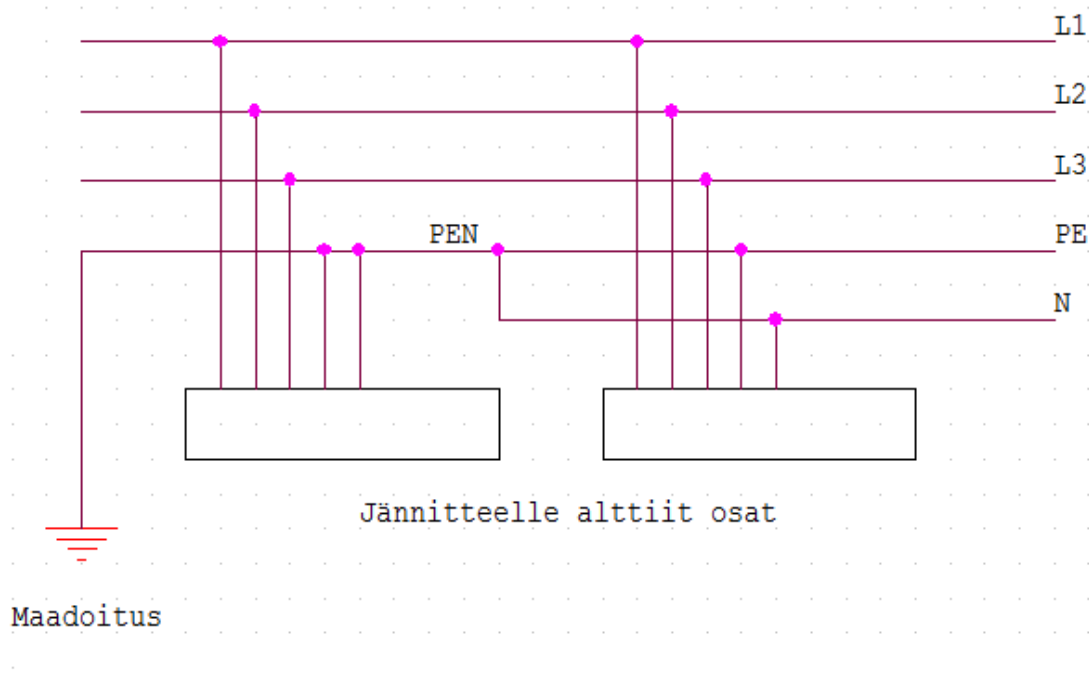 L1
L2
L3
PEN
PE
N
Jännitteelle alttiit osat
Maadoitus